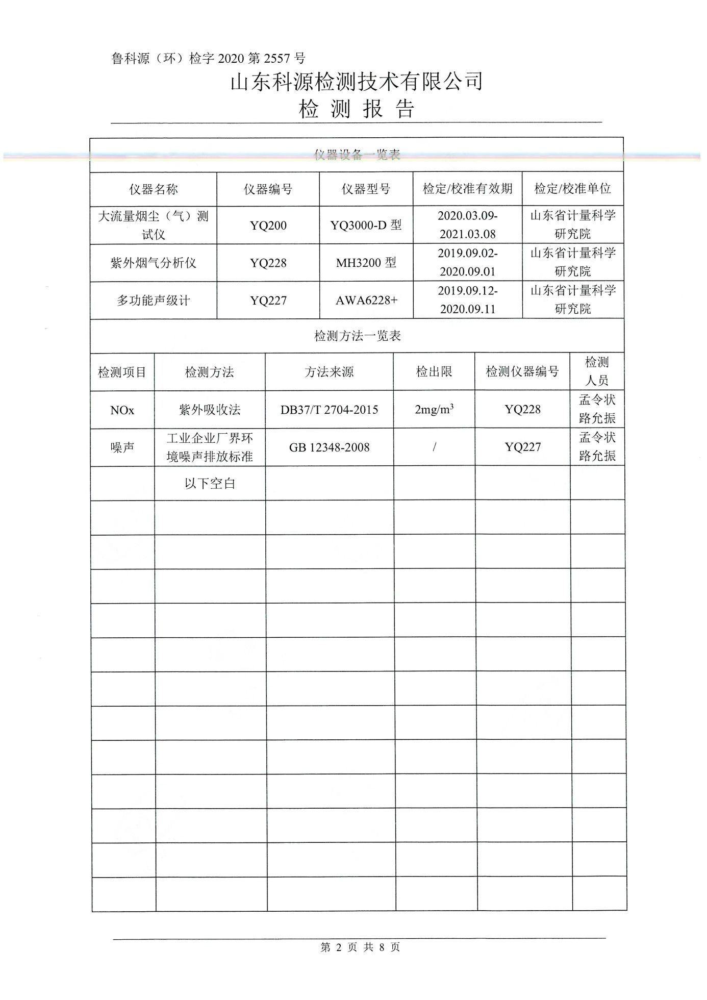 鲁科源（环）检字 2020 第 2557 号
山东科源检测技术有限公司
检 测 报 告
仪器设备一览表
仪器名称 仪器编号 仪器型号 检定/校准有效期 检定/校准单位
大流量烟尘（气）测
试仪
YQ200
YQ3000-D 型
2020.03.09-
2021.03.08
山东省计量科学
研究院
紫外烟气分析仪
YQ228
MH3200 型
2019.09.02-
2020.09.01
山东省计量科学
研究院
多功能声级计
YQ227
AWA6228+
2019.09.12-
2020.09.11
山东省计量科学
研究院
检测方法一览表
检测项目 检测方法 方法来源 检出限 检测仪器编号
检测
人员
NOx
紫外吸收法
DB37/T 2704-2015
2mg/m³
YQ228
孟令状
路允振
噪声
工业企业厂界环
境噪声排放标准
GB 12348-2008
/
YQ227
孟令状
路允振
以下空白
第 2 页 共 8 页